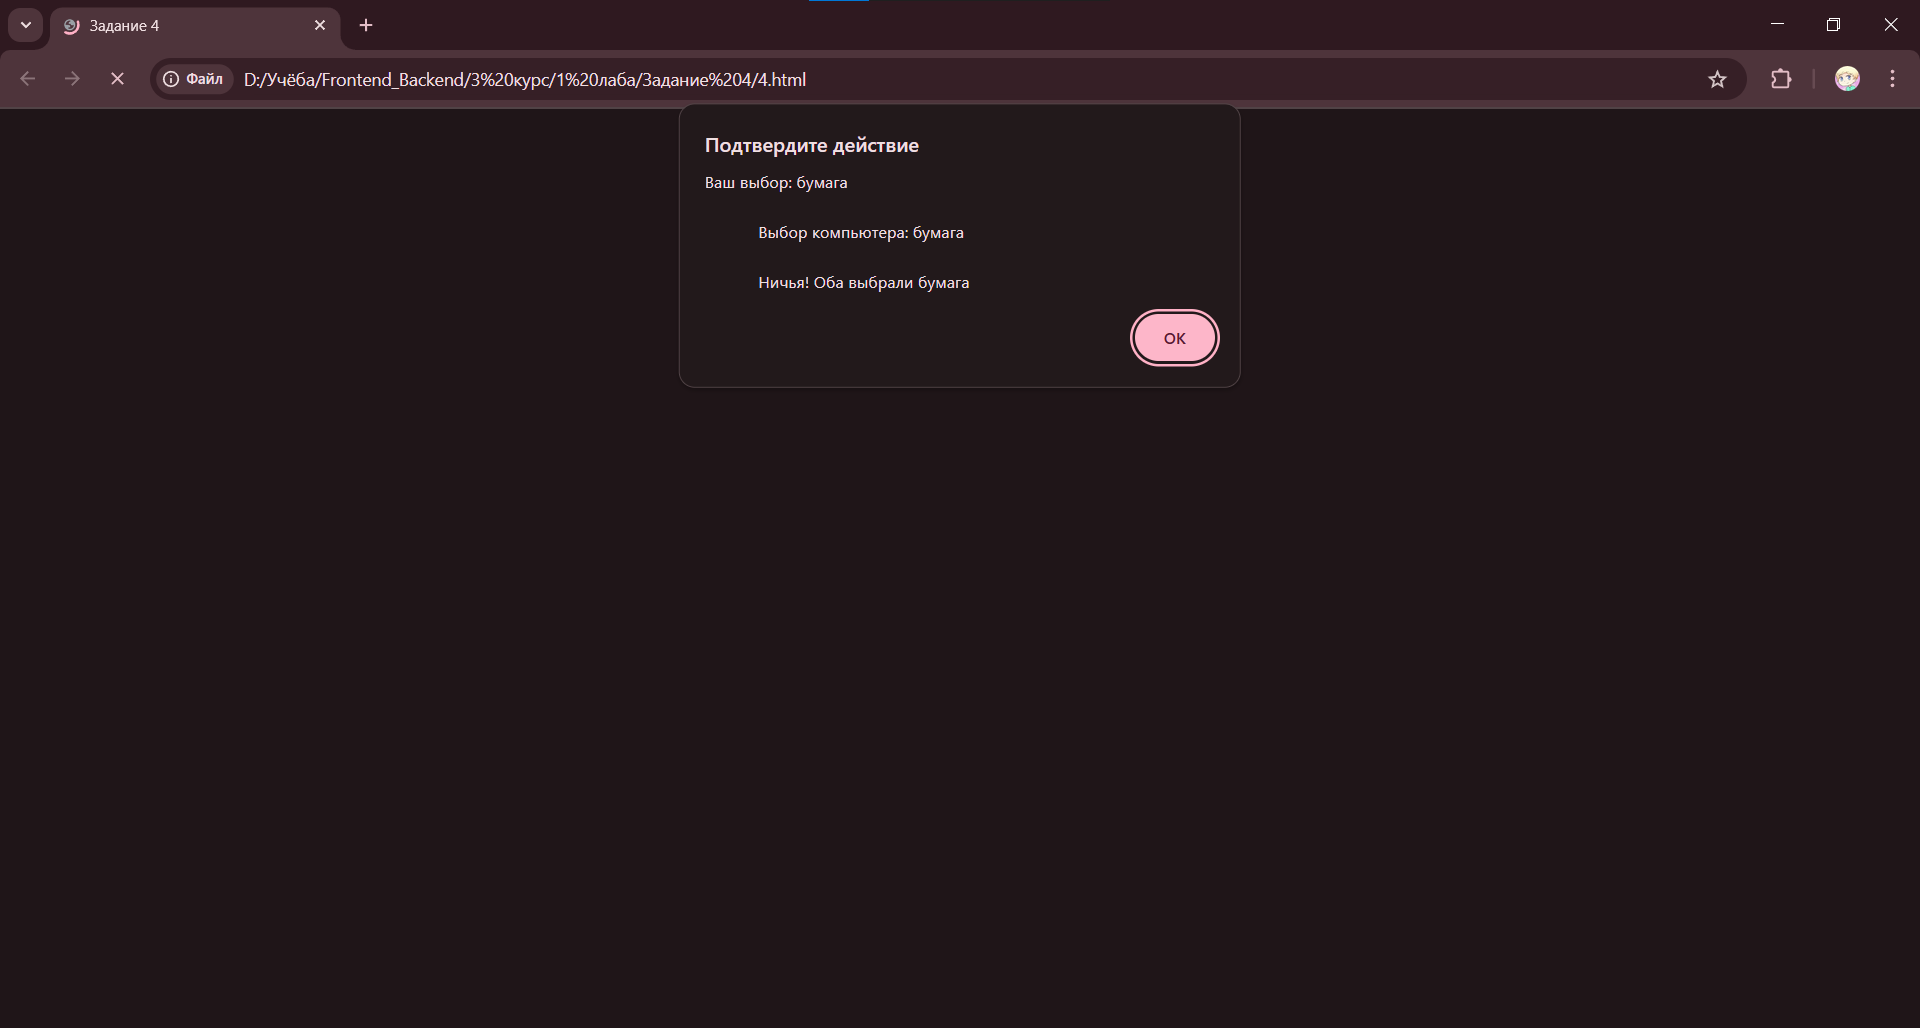 Задание 4
Файл D:/Учёба/Frontend_Backend/3%20курс/1%20лаба/Задание%204/4.html
Подтвердите действие
Ваш выбор: бумага
Выбор компьютера: бумага
Ничья! Оба выбрали бумага
ОК